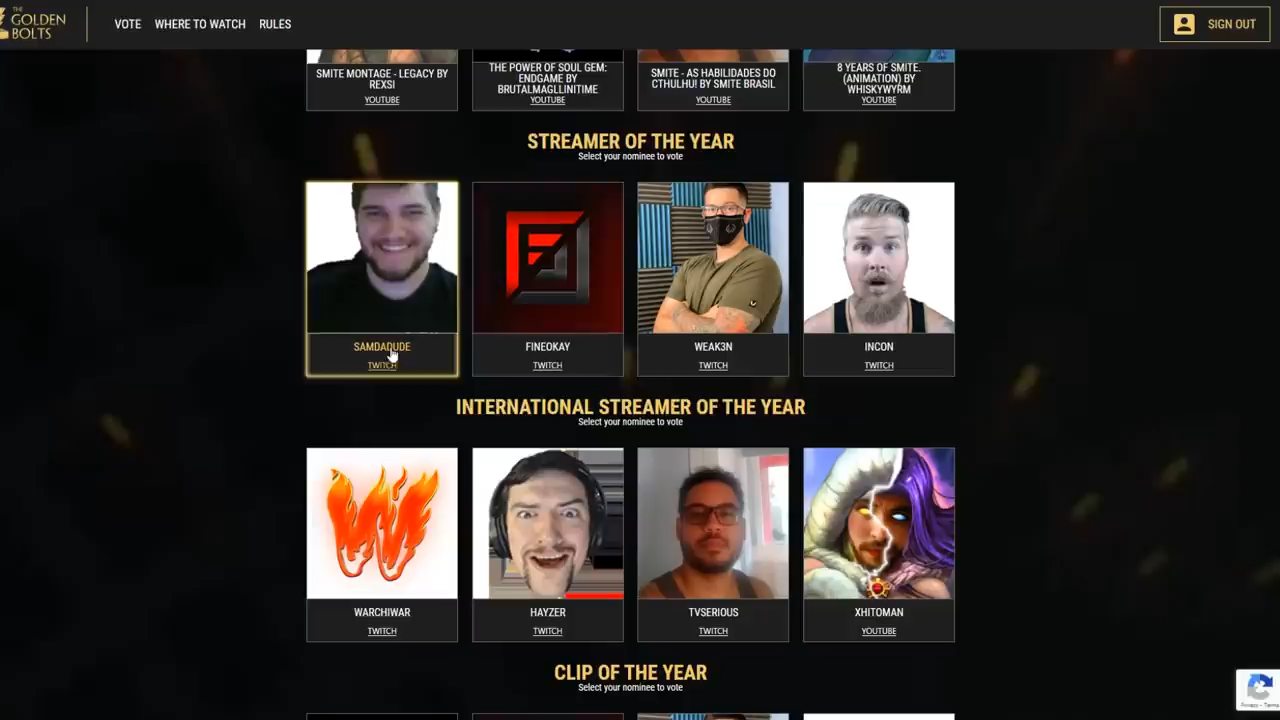 THE
GOLDEN
BOLTS
VOTE
WHERE TO WATCH
RULES
SIGN OUT
SMITE MONTAGE - LEGACY BY
REXSI
YOUTUBE
THE POWER OF SOUL GEM:
ENDGAME BY
BRUTALMAGLLINITIME
YOUTUBE
SMITE - AS HABILIDADES DO
CTHULHU! BY SMITE BRASIL
YOUTUBE
8 YEARS OF SMITE.
(ANIMATION) BY
WHISKYWYRM
YOUTUBE
STREAMER OF THE YEAR
Select your nominee to vote
SAMDADUDE
TWITCH
FINEOKAY
TWITCH
WEAK3N
TWITCH
INCON
TWITCH
INTERNATIONAL STREAMER OF THE YEAR
Select your nominee to vote
WARCHIWAR
TWITCH
HAYZER
TWITCH
TVSERIOUS
TWITCH
XHITOMAN
YOUTUBE
CLIP OF THE YEAR
Select your nominee to vote
Privacy - Terms